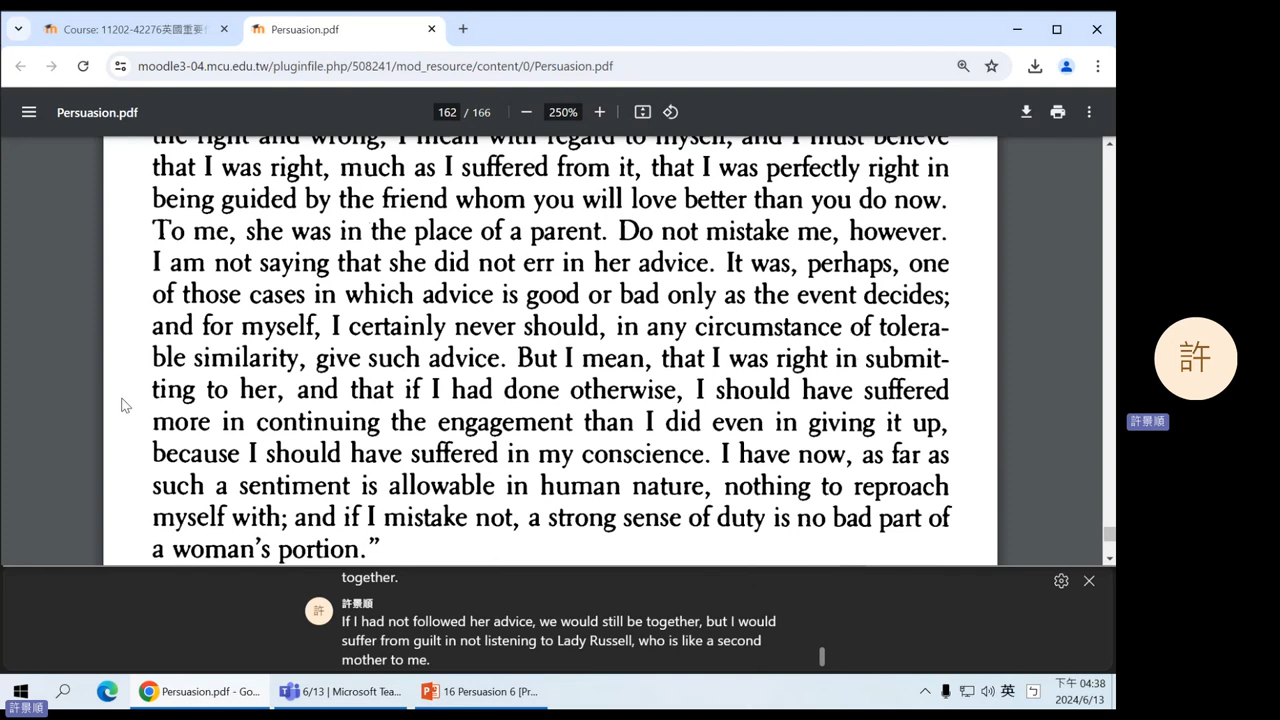 Course: 11202-42276英國重要
Persuasion.pdf
moodle3-04.mcu.edu.tw/pluginfile.php/508241/mod_resource/content/0/Persuasion.pdf
Persuasion.pdf
162 / 166
250%
the right and wrong, I mean with regard to myself, and I must believe
that I was right, much as I suffered from it, that I was perfectly right in
being guided by the friend whom you will love better than you do now.
To me, she was in the place of a parent. Do not mistake me, however.
I am not saying that she did not err in her advice. It was, perhaps, one
of those cases in which advice is good or bad only as the event decides;
and for myself, I certainly never should, in any circumstance of tolera-
ble similarity, give such advice. But I mean, that I was right in submit-
ting to her, and that if I had done otherwise, I should have suffered
more in continuing the engagement than I did even in giving it up,
because I should have suffered in my conscience. I have now, as far as
such a sentiment is allowable in human nature, nothing to reproach
myself with; and if I mistake not, a strong sense of duty is no bad part of
a woman's portion.”
together.
許
許景順
If I had not followed her advice, we would still be together, but I would
suffer from guilt in not listening to Lady Russell, who is like a second
mother to me.
許
許景順
Persuasion.pdf - Go...
6/13 | Microsoft Tea...
16 Persuasion 6 [Pr...
英
下午 04:38
2024/6/13
許景順